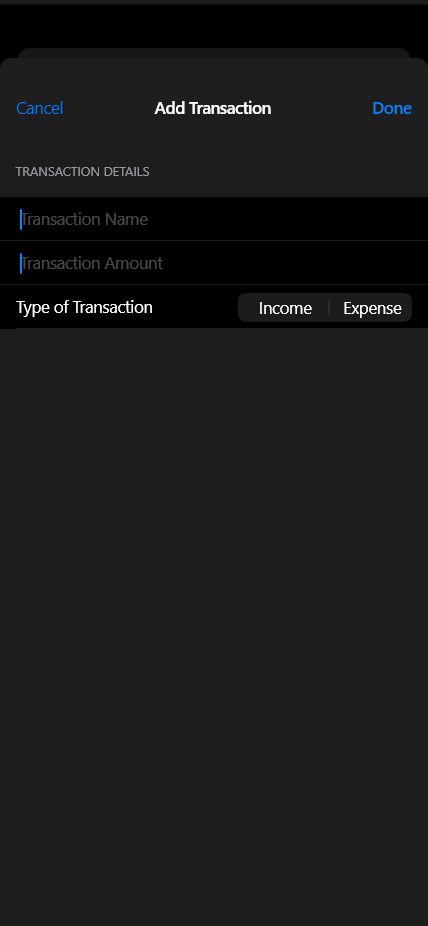 Cancel Add Transaction Done
TRANSACTION DETAILS
Transaction Name
Transaction Amount
Type of Transaction Income Expense